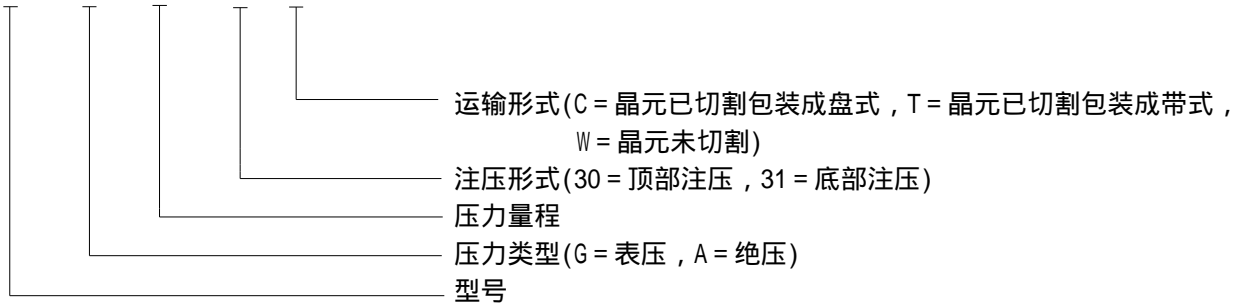 运输形式(C=晶元已切割包装成盘式，T=晶元已切割包装成带式，
W=晶元未切割)
注压形式(30=顶部注压，31=底部注压)
压力量程
压力类型(G=表压，A=绝压)
型号